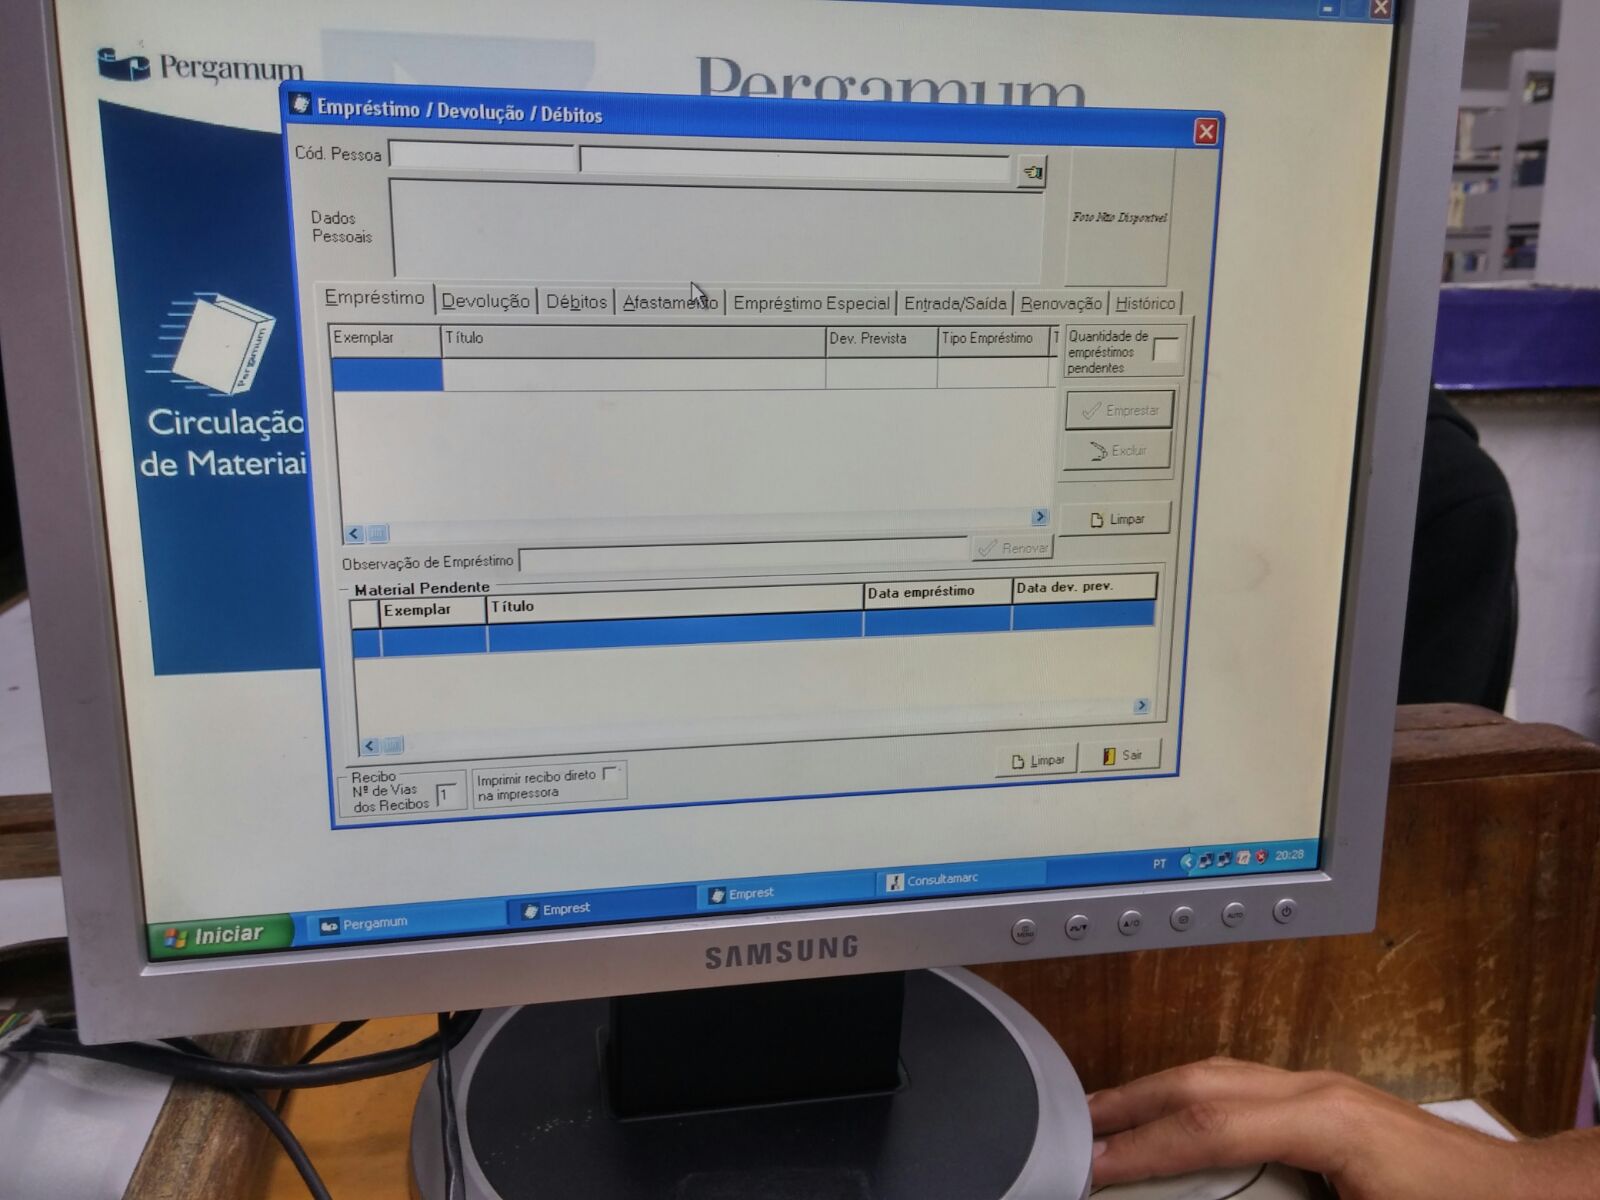 Pergamum
Pergamum
Empréstimo / Devolução / Débitos
Cód. Pessoa
Dados
Pessoais
Foto Não Disponível
Empréstimo
Devolução
Débitos
Afastamento
Empréstimo Especial
Entrada/Saída
Renovação
Histórico
Exemplar
Título
Dev. Prevista
Tipo Empréstimo
T
Quantidade de
empréstimos
pendentes
Emprestar
Excluir
Limpar
Pergamum
Circulação
de Materiai
Observação de Empréstimo
Renovar
Material Pendente
Exemplar
Título
Data empréstimo
Data dev. prev.
Recibo
Nº de Vias
dos Recibos
1
Imprimir recibo direto
na impressora
Limpar
Sair
Iniciar
Pergamum
Emprest
Emprest
Consultamarc
PT
20:28
SAMSUNG
MENU
AUTO